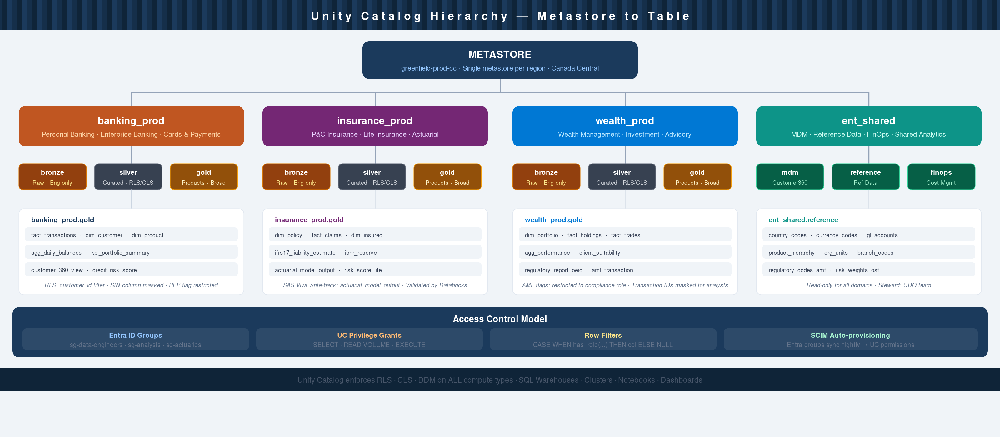 Unity Catalog Hierarchy — Metastore to Table
METASTORE
greenfield-prod-cc · Single metastore per region · Canada Central
banking_prod
Personal Banking · Enterprise Banking · Cards & Payments
insurance_prod
P&C Insurance · Life Insurance · Actuarial
wealth_prod
Wealth Management · Investment · Advisory
ent_shared
MDM · Reference Data · FinOps · Shared Analytics
bronze
Raw · Eng only
silver
Curated · RLS/CLS
gold
Products · Broad
bronze
Raw · Eng only
silver
Curated · RLS/CLS
gold
Products · Broad
bronze
Raw · Eng only
silver
Curated · RLS/CLS
gold
Products · Broad
mdm
Customer360
reference
Ref Data
finops
Cost Mgmt
banking_prod.gold
fact_transactions · dim_customer · dim_product
agg_daily_balances · kpi_portfolio_summary
customer_360_view · credit_risk_score
RLS: customer_id filter · SIN column masked · PEP flag restricted
insurance_prod.gold
dim_policy · fact_claims · dim_insured
ifrs17_liability_estimate · ibnr_reserve
actuarial_model_output · risk_score_life
SAS Viya write-back: actuarial_model_output · Validated by Databricks
wealth_prod.gold
dim_portfolio · fact_holdings · fact_trades
agg_performance · client_suitability
regulatory_report_oeio · aml_transaction
AML flags: restricted to compliance role · Transaction IDs masked for analysts
ent_shared.reference
country_codes · currency_codes · gl_accounts
product_hierarchy · org_units · branch_codes
regulatory_codes_amf · risk_weights_osfi
Read-only for all domains · Steward: CDO team
Access Control Model
Entra ID Groups
sg-data-engineers · sg-analysts · sg-actuaries
UC Privilege Grants
SELECT · READ VOLUME · EXECUTE
Row Filters
CASE WHEN has_role(...) THEN col ELSE NULL
SCIM Auto-provisioning
Entra groups sync nightly → UC permissions
Unity Catalog enforces RLS · CLS · DDM on ALL compute types · SQL Warehouses · Clusters · Notebooks · Dashboards